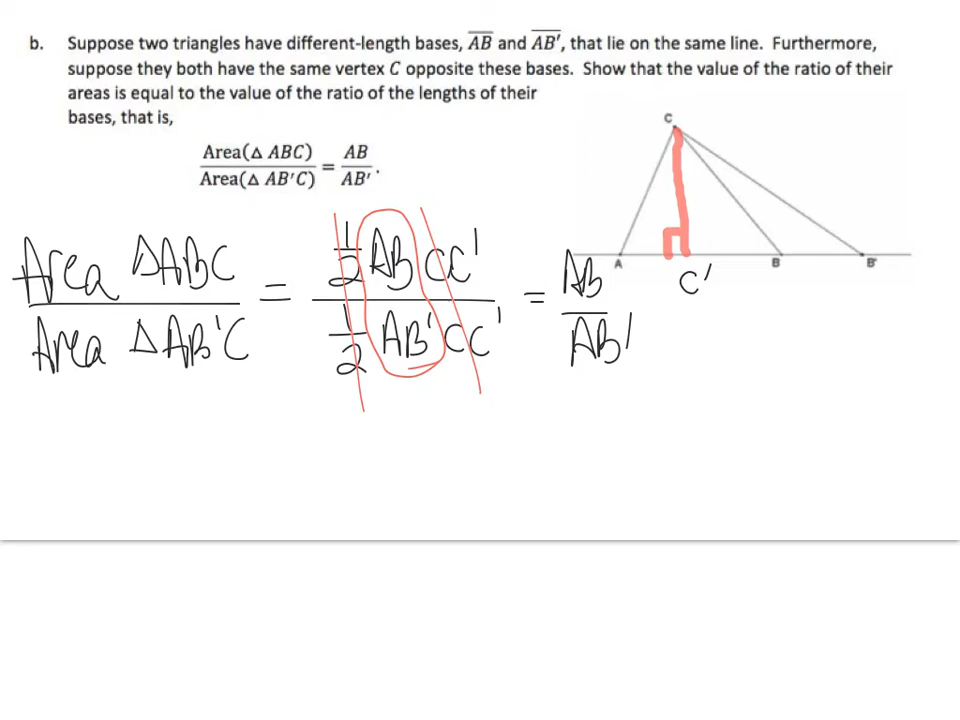 b. Suppose two triangles have different-length bases, AB and AB′, that lie on the same line. Furthermore,
suppose they both have the same vertex C opposite these bases. Show that the value of the ratio of their
areas is equal to the value of the ratio of the lengths of their
bases, that is,
Area(△ ABC) / Area(△ AB′C) = AB / AB′ .
C
A C' B B'
Area △ABC / Area △AB'C = 1/2 AB CC' / 1/2 AB' CC' = AB / AB'